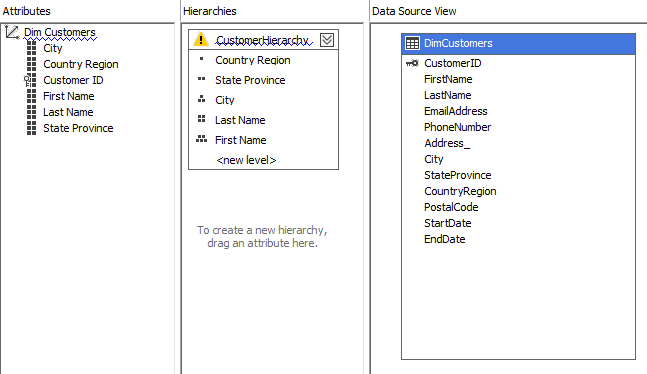 Attributes
Dim Customers
City
Country Region
Customer ID
First Name
Last Name
State Province
Hierarchies
CustomerHierarchy
Country Region
State Province
City
Last Name
First Name
<new level>
To create a new hierarchy,
drag an attribute here.
Data Source View
DimCustomers
CustomerID
FirstName
LastName
EmailAddress
PhoneNumber
Address_
City
StateProvince
CountryRegion
PostalCode
StartDate
EndDate